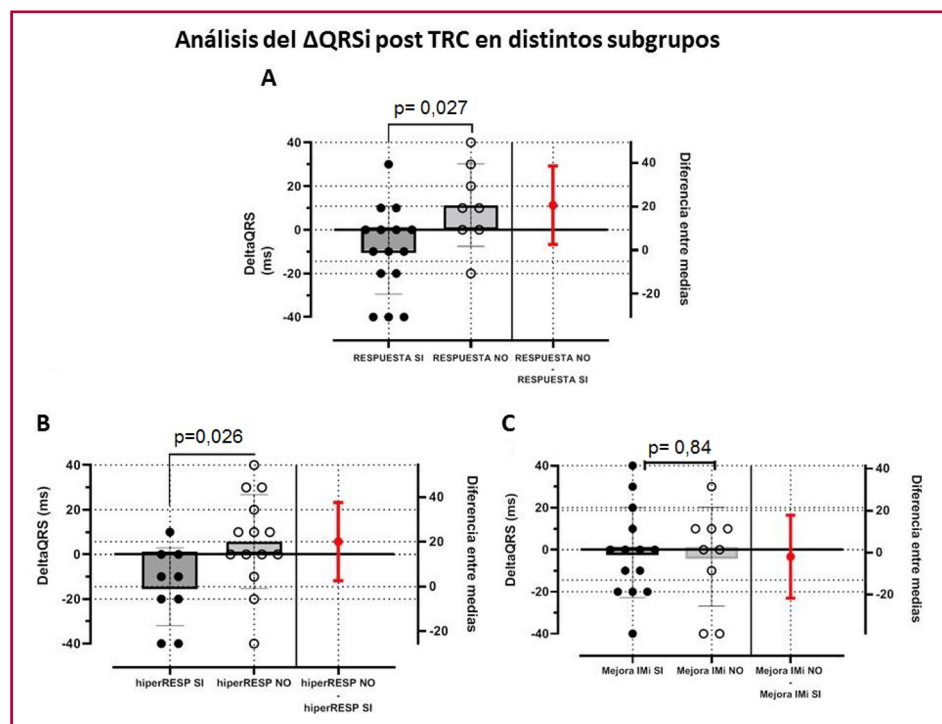 Análisis del ΔQRSi post TRC en distintos subgrupos
A
p= 0,027
40
20
0
-20
-40
DeltaQRS
(ms)
40
20
0
-20
Diferencia entre medias
RESPUESTA SI
RESPUESTA NO
RESPUESTA NO
-
RESPUESTA SI
B
p=0,026
40
20
0
-20
-40
DeltaQRS (ms)
40
20
0
-20
Diferencia entre medias
hiperRESP SI
hiperRESP NO
hiperRESP NO
-
hiperRESP SI
C
p= 0,84
40
20
0
-20
-40
DeltaQRS (ms)
40
20
0
-20
Diferencia entre medias
Mejora IMi SI
Mejora IMi NO
Mejora IMi NO
-
Mejora IMi SI